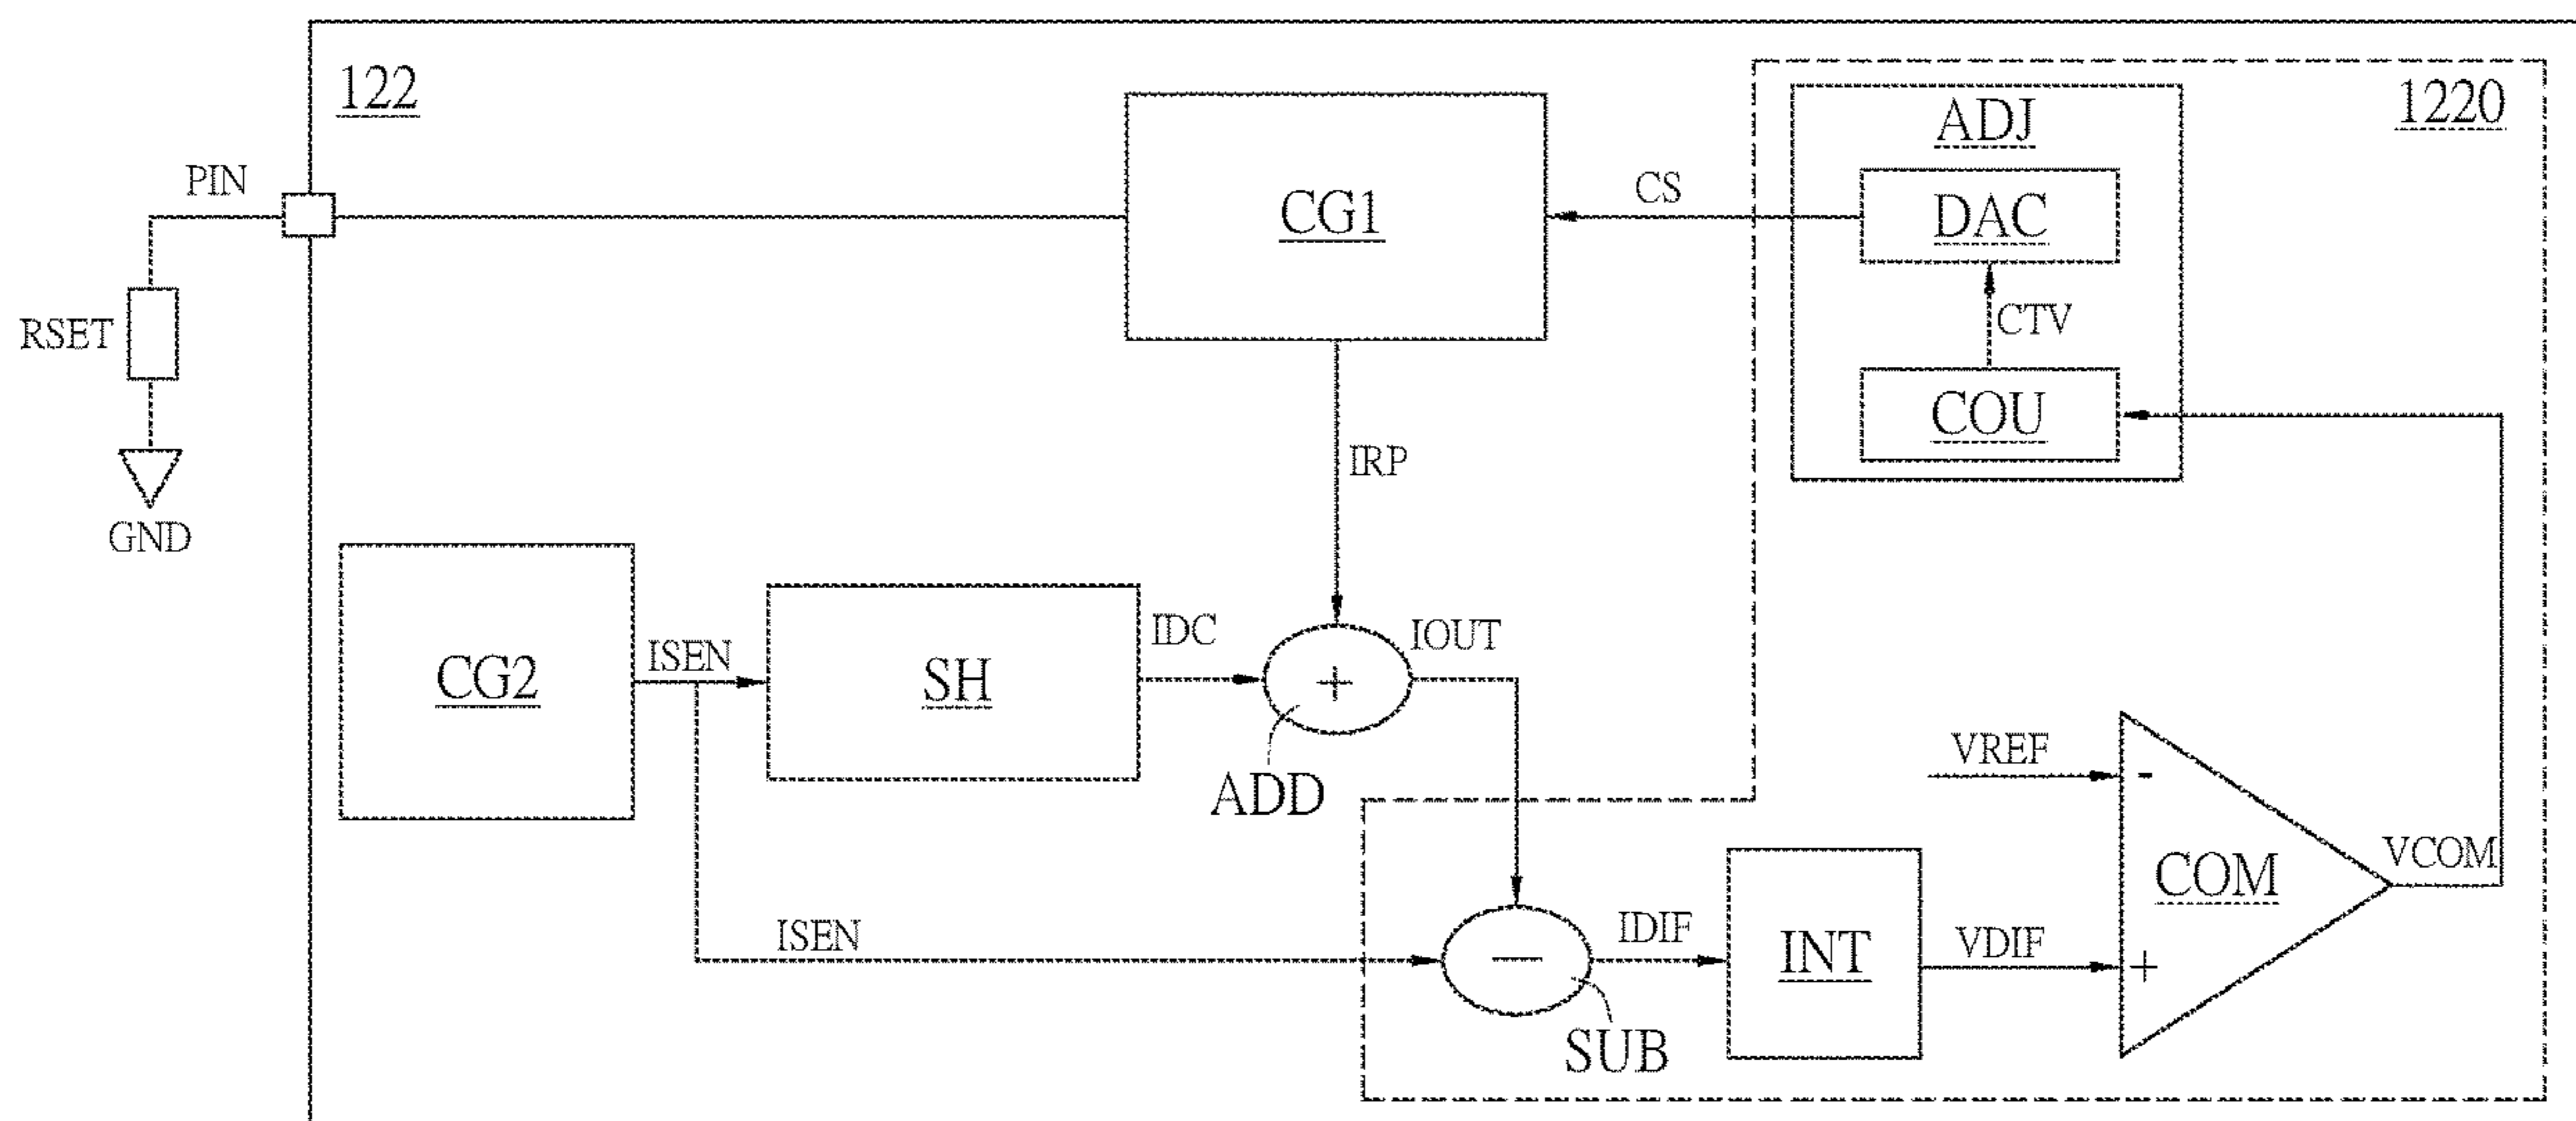 122
1220
ADJ
PIN
CG1
CS
DAC
RSET
CTV
COU
IRP
GND
CG2
ISEN
SH
IDC
+
IOUT
ADD
VREF
-
COM
VCOM
ISEN
—
IDIF
INT
VDIF
+
SUB